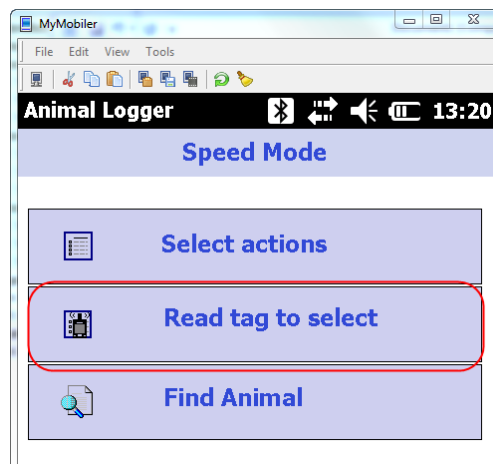 MyMobiler
File Edit View Tools
Animal Logger 13:20
Speed Mode
Select actions
Read tag to select
Find Animal